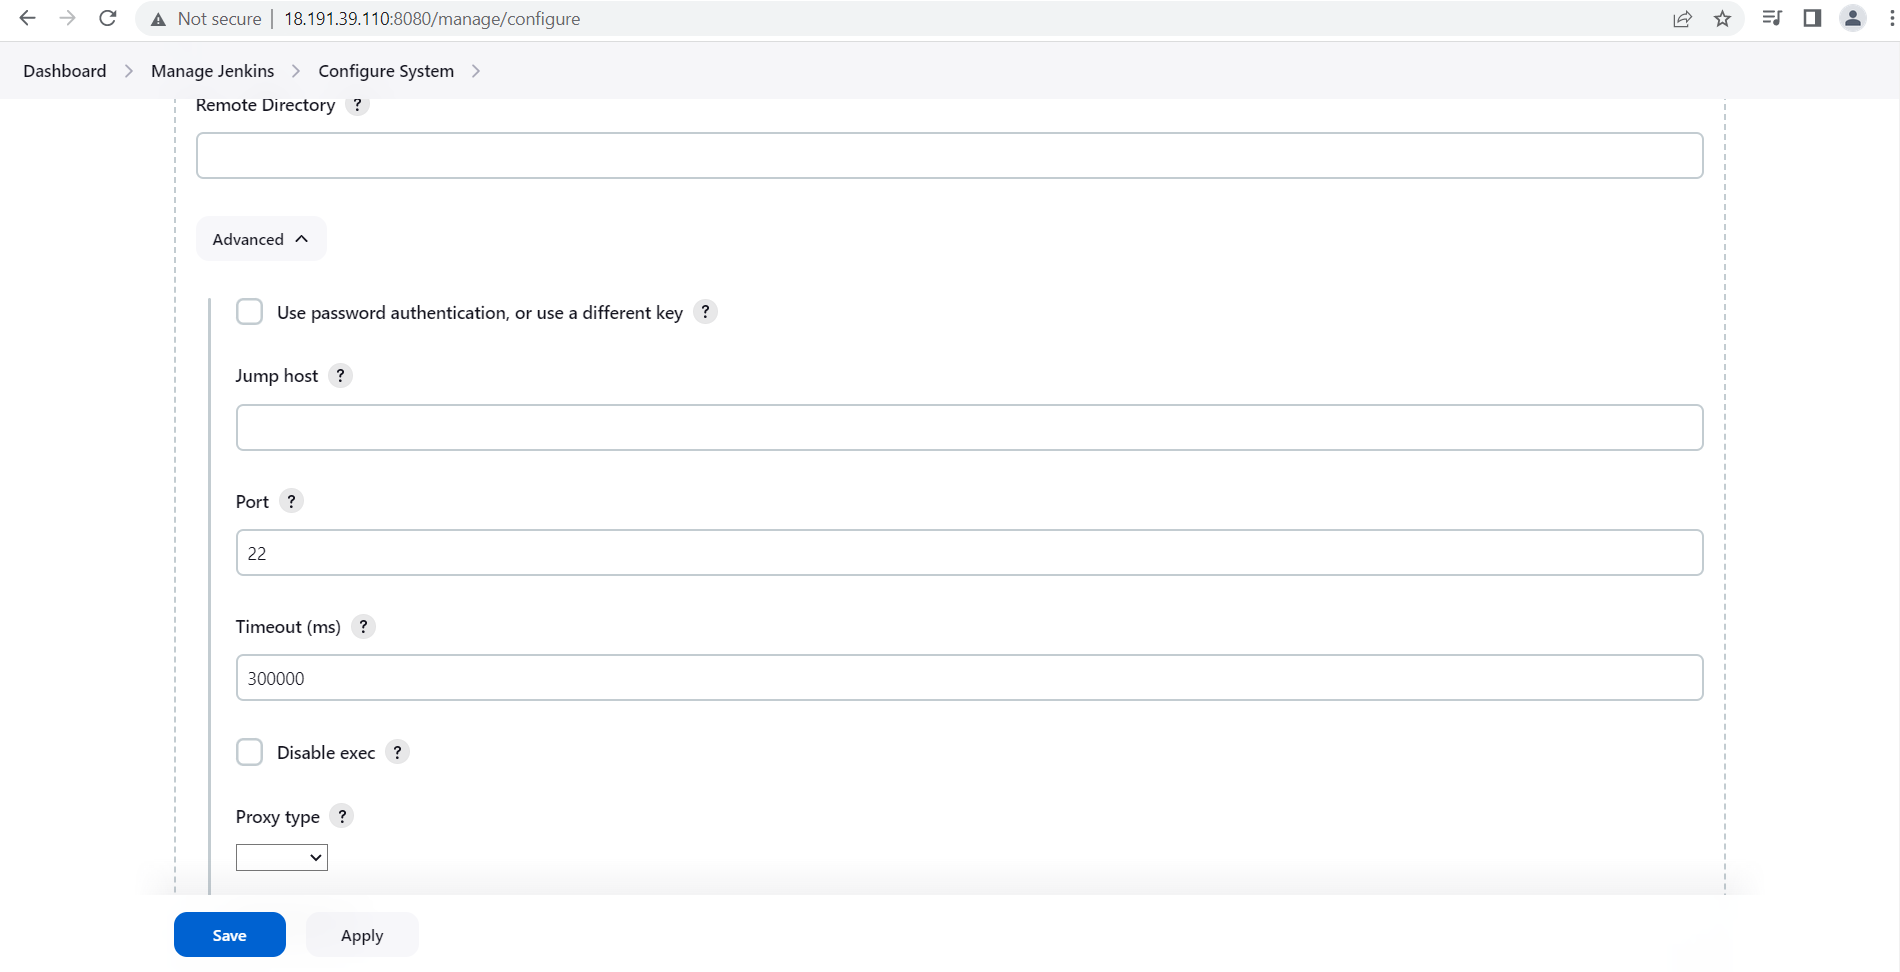 Not secure | 18.191.39.110:8080/manage/configure
Dashboard > Manage Jenkins > Configure System >
Remote Directory ?
Advanced
Use password authentication, or use a different key ?
Jump host ?
Port ?
22
Timeout (ms) ?
300000
Disable exec ?
Proxy type ?
Save Apply